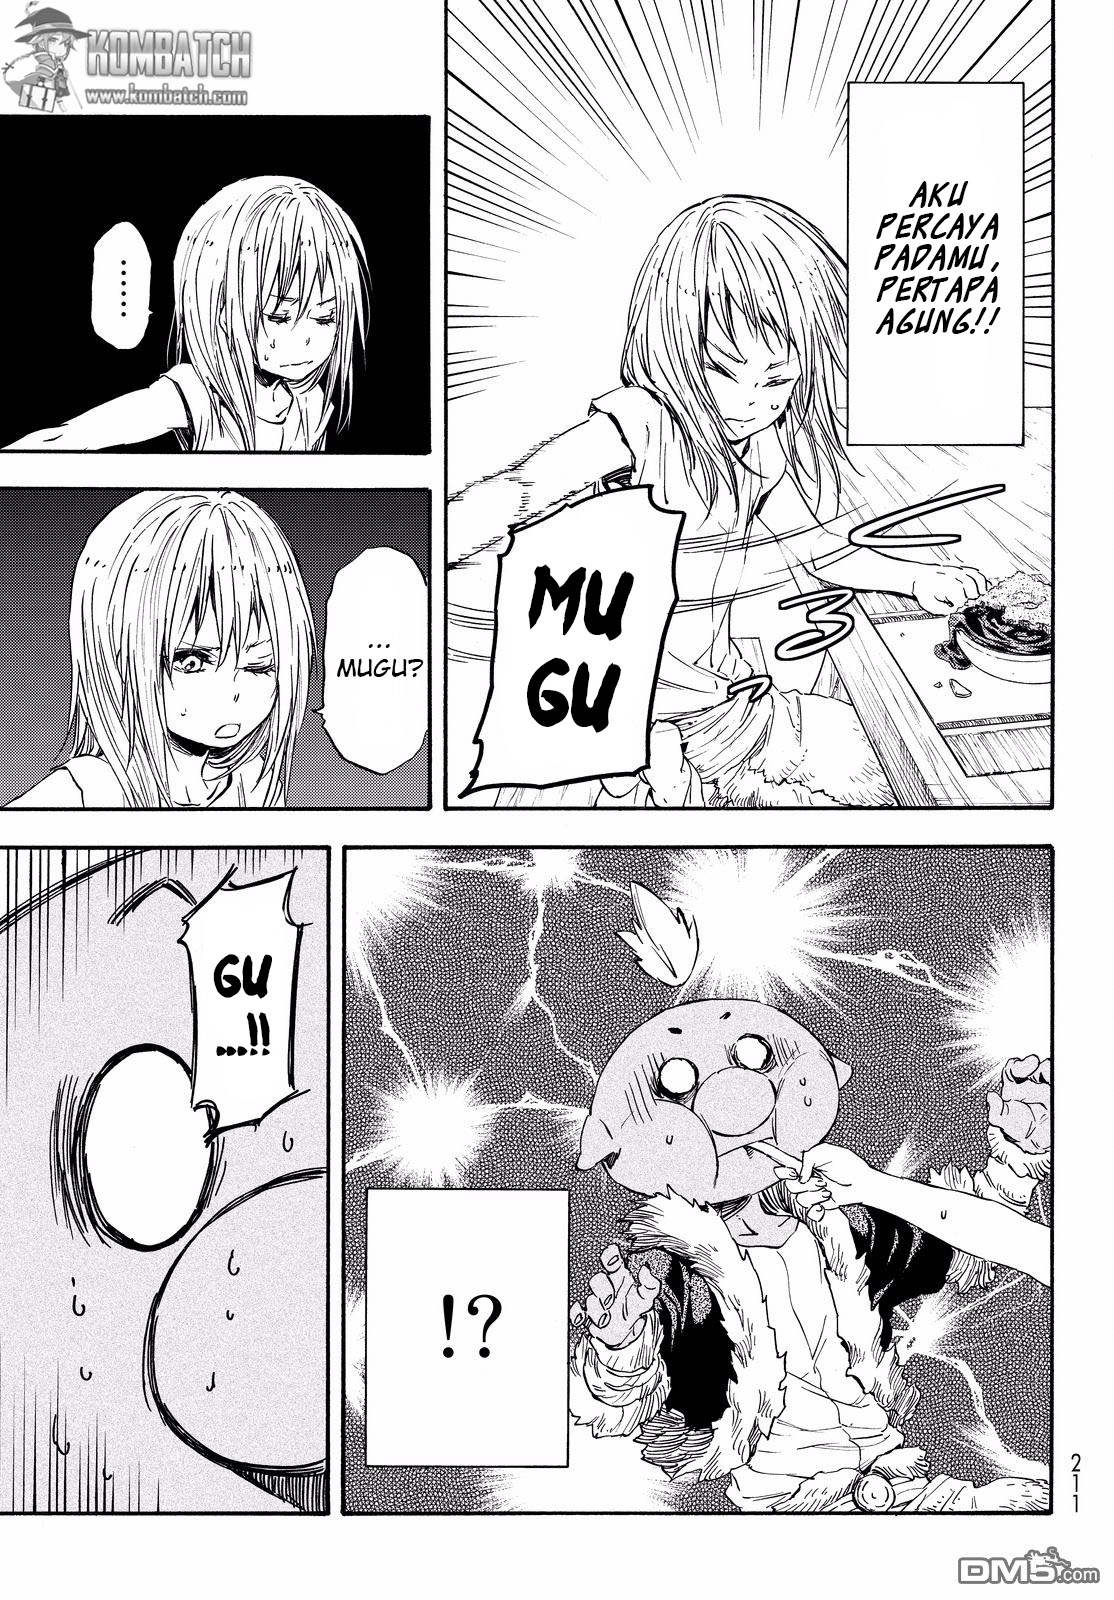 KOMBATCH
www.kombatch.com
AKU
PERCAYA
PADAMU,
PERTAPA
AGUNG!!
MU
GU
......
...
MUGU?
!?
GU
...!!
211
DM5.com